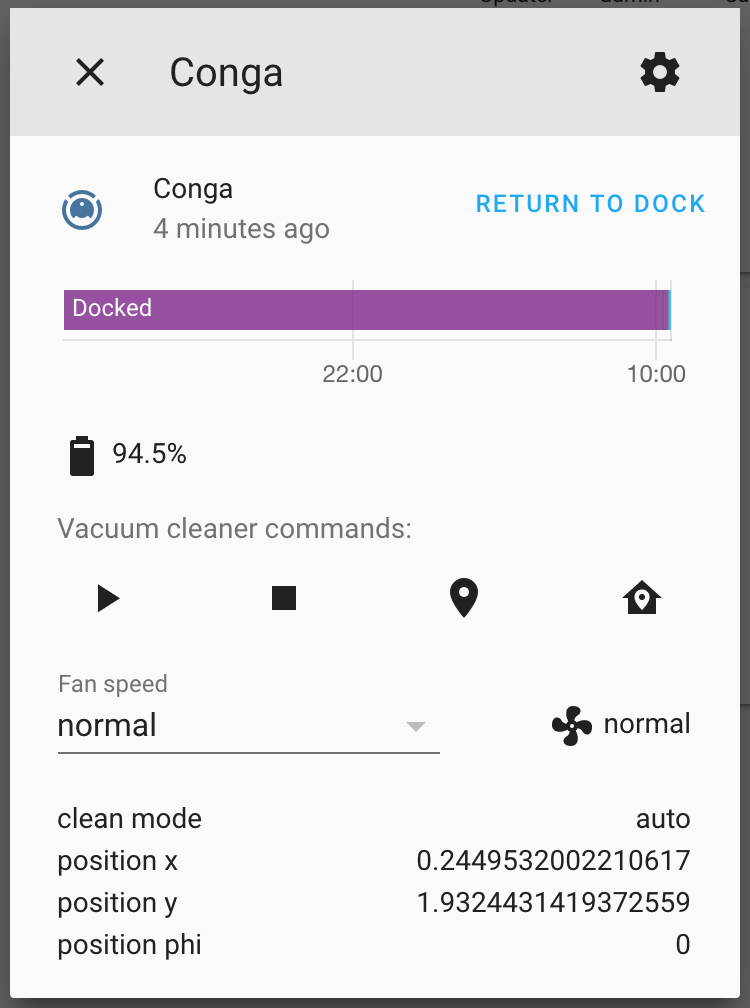 Conga
Conga
RETURN TO DOCK
4 minutes ago
Docked
22:00 10:00
94.5%
Vacuum cleaner commands:
Fan speed
normal normal
clean mode auto
position x 0.2449532002210617
position y 1.9324431419372559
position phi 0